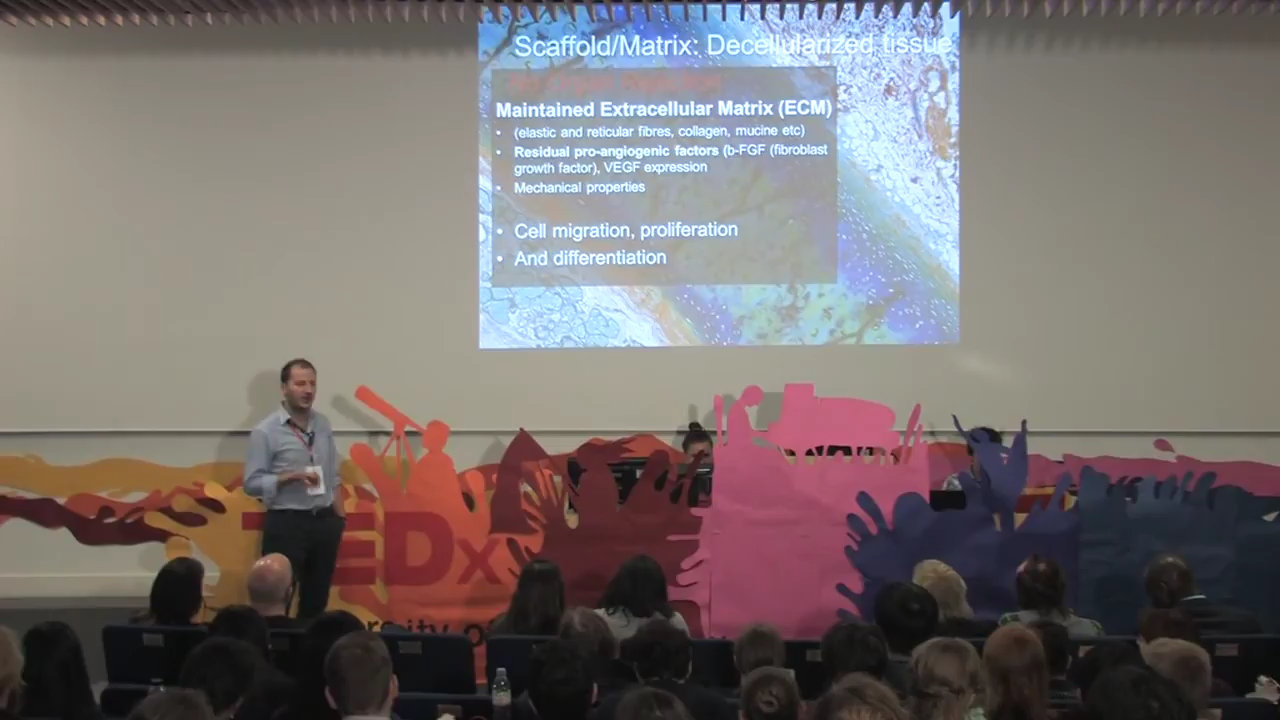 Scaffold/Matrix: Decellularized tissue
Maintained Extracellular Matrix (ECM)
• (elastic and reticular fibres, collagen, mucine etc)
• Residual pro-angiogenic factors (b-FGF (fibroblast
growth factor), VEGF expression
• Mechanical properties
• Cell migration, proliferation
• And differentiation
TEDx